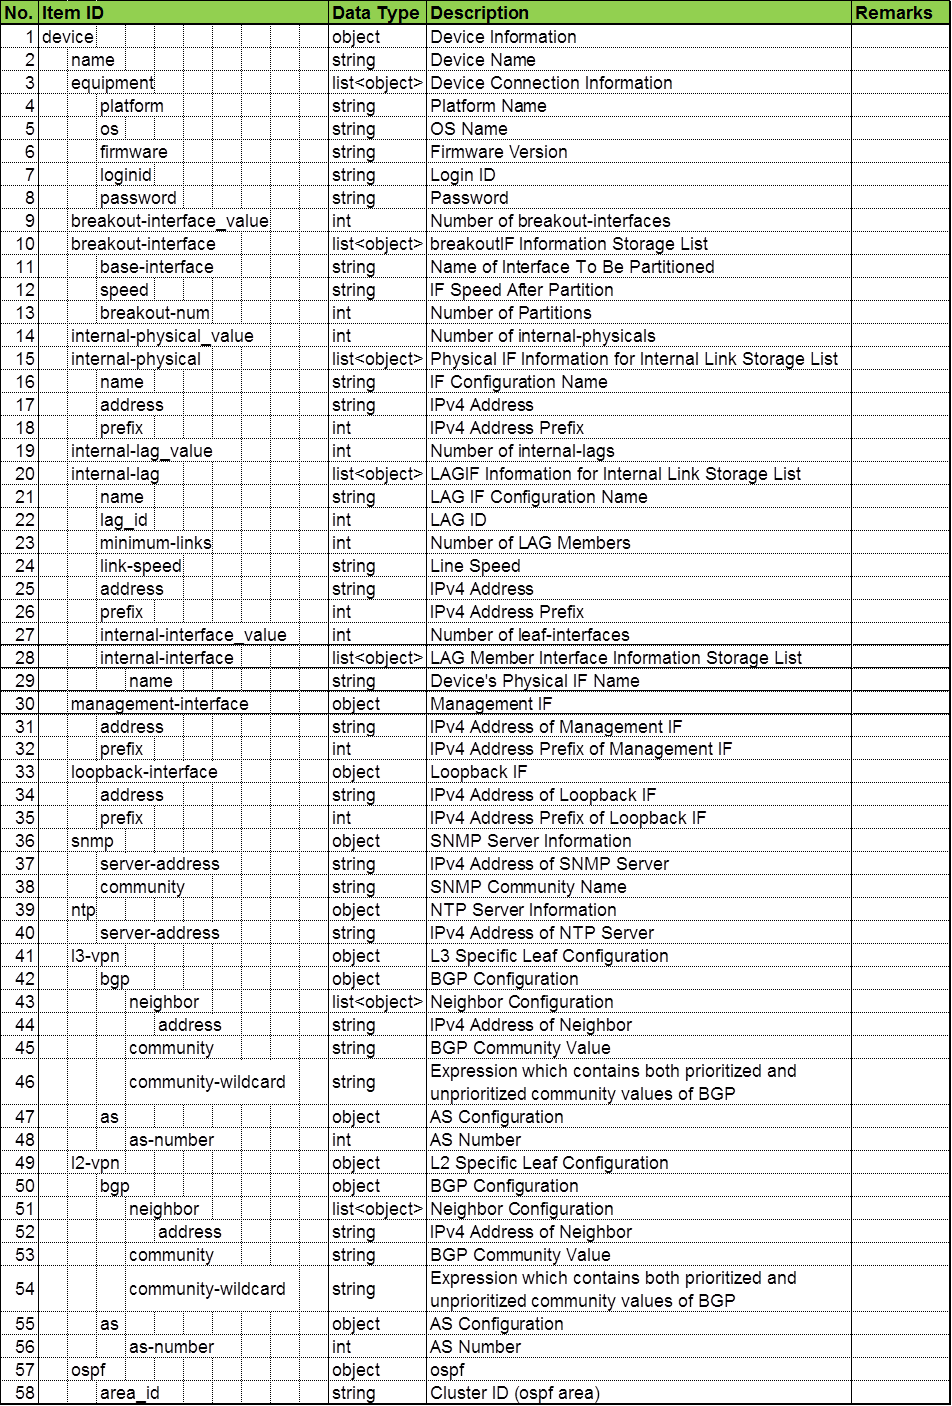 No. Item ID Data Type Description Remarks
1 device object Device Information
2 name string Device Name
3 equipment list<object> Device Connection Information
4 platform string Platform Name
5 os string OS Name
6 firmware string Firmware Version
7 loginid string Login ID
8 password string Password
9 breakout-interface_value int Number of breakout-interfaces
10 breakout-interface list<object> breakoutIF Information Storage List
11 base-interface string Name of Interface To Be Partitioned
12 speed string IF Speed After Partition
13 breakout-num int Number of Partitions
14 internal-physical_value int Number of internal-physicals
15 internal-physical list<object> Physical IF Information for Internal Link Storage List
16 name string IF Configuration Name
17 address string IPv4 Address
18 prefix int IPv4 Address Prefix
19 internal-lag_value int Number of internal-lags
20 internal-lag list<object> LAGIF Information for Internal Link Storage List
21 name string LAG IF Configuration Name
22 lag_id int LAG ID
23 minimum-links int Number of LAG Members
24 link-speed string Line Speed
25 address string IPv4 Address
26 prefix int IPv4 Address Prefix
27 internal-interface_value int Number of leaf-interfaces
28 internal-interface list<object> LAG Member Interface Information Storage List
29 name string Device's Physical IF Name
30 management-interface object Management IF
31 address string IPv4 Address of Management IF
32 prefix int IPv4 Address Prefix of Management IF
33 loopback-interface object Loopback IF
34 address string IPv4 Address of Loopback IF
35 prefix int IPv4 Address Prefix of Loopback IF
36 snmp object SNMP Server Information
37 server-address string IPv4 Address of SNMP Server
38 community string SNMP Community Name
39 ntp object NTP Server Information
40 server-address string IPv4 Address of NTP Server
41 l3-vpn object L3 Specific Leaf Configuration
42 bgp object BGP Configuration
43 neighbor list<object> Neighbor Configuration
44 address string IPv4 Address of Neighbor
45 community string BGP Community Value
46 community-wildcard string Expression which contains both prioritized and
unprioritized community values of BGP
47 as object AS Configuration
48 as-number int AS Number
49 l2-vpn object L2 Specific Leaf Configuration
50 bgp object BGP Configuration
51 neighbor list<object> Neighbor Configuration
52 address string IPv4 Address of Neighbor
53 community string BGP Community Value
54 community-wildcard string Expression which contains both prioritized and
unprioritized community values of BGP
55 as object AS Configuration
56 as-number int AS Number
57 ospf object ospf
58 area_id string Cluster ID (ospf area)